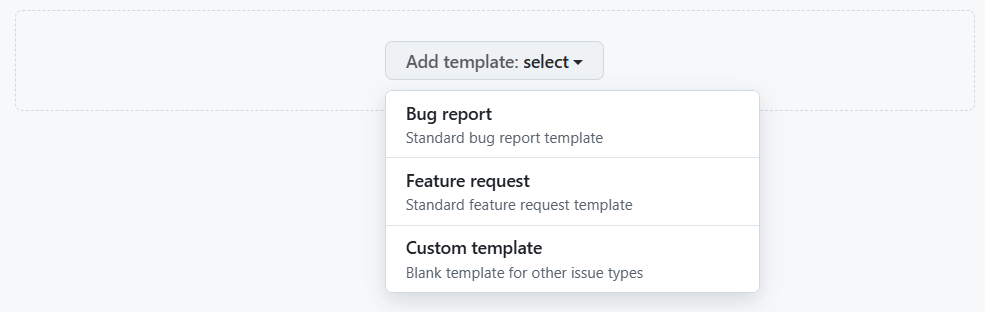 Add template: select
Bug report
Standard bug report template
Feature request
Standard feature request template
Custom template
Blank template for other issue types